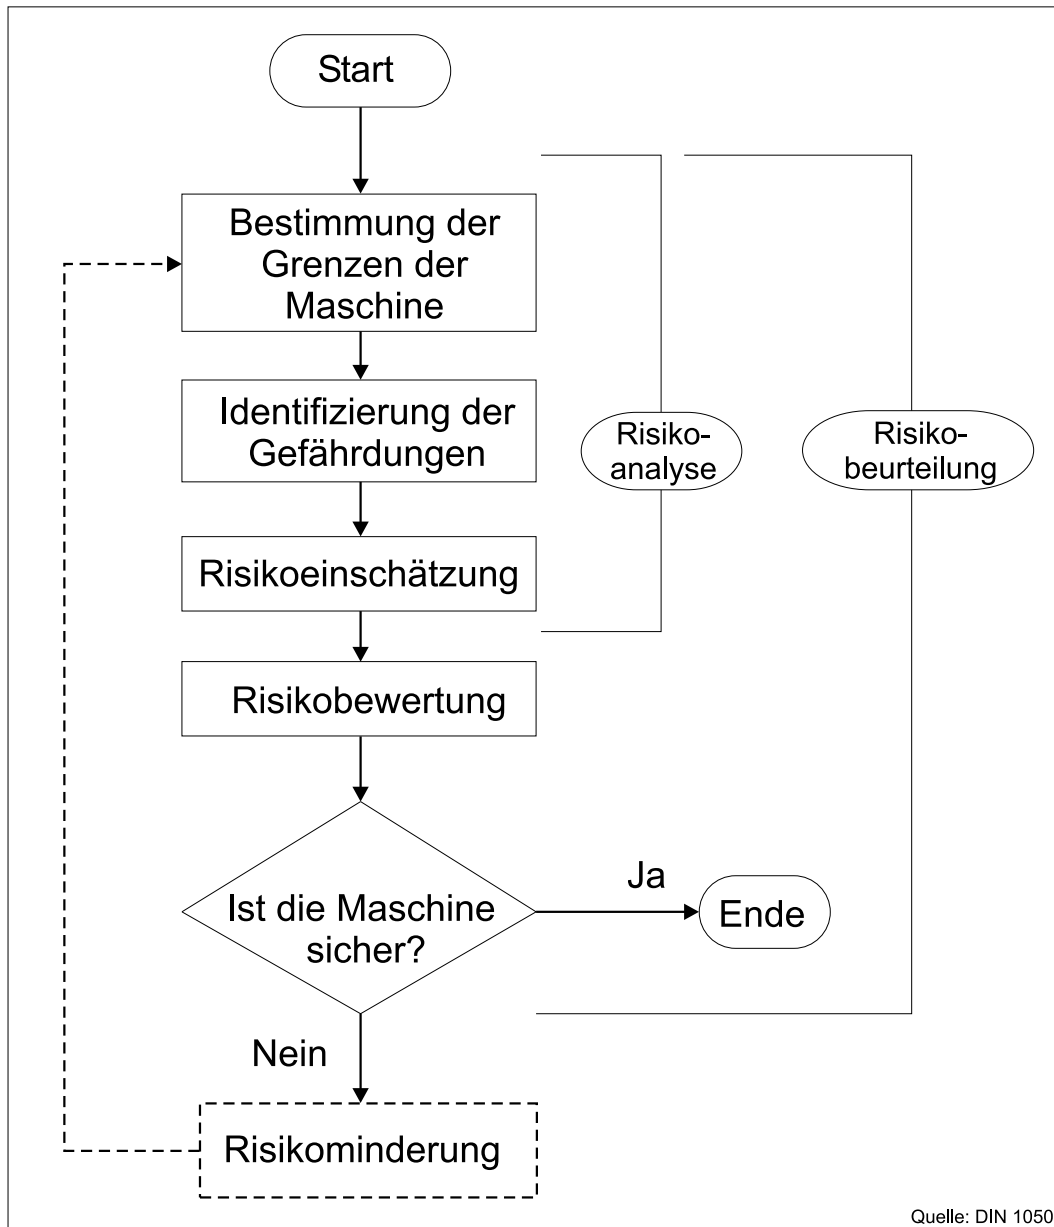 Start
Bestimmung der
Grenzen der
Maschine
Identifizierung der
Gefährdungen
Risikoeinschätzung
Risikobewertung
Risiko-
analyse
Risiko-
beurteilung
Ist die Maschine
sicher?
Ja
Ende
Nein
Risikominderung
Quelle: DIN 1050